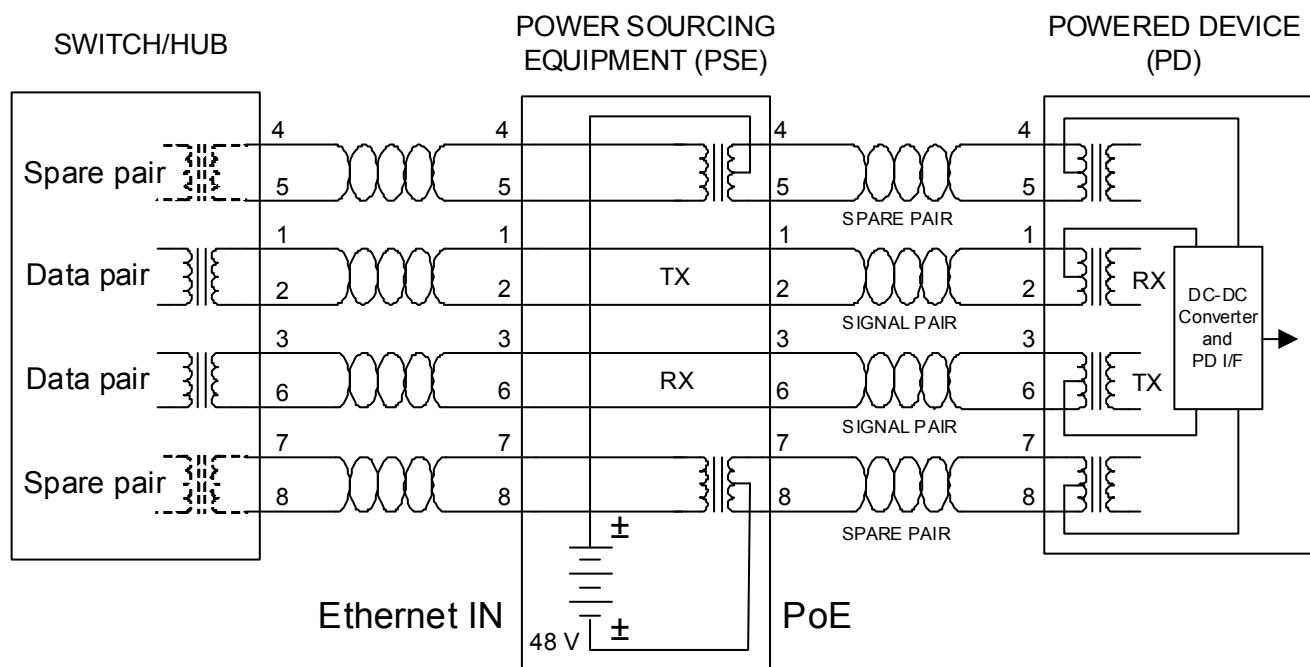 SWITCH/HUB
POWER SOURCING
EQUIPMENT (PSE)
POWERED DEVICE
(PD)
Spare pair
4
4
4
4
5
5
5
5
SPARE PAIR
Data pair
1
1
1
1
TX
RX
2
2
2
2
SIGNAL PAIR
DC-DC
Converter
and
PD I/F
Data pair
3
3
3
3
RX
TX
6
6
6
6
SIGNAL PAIR
Spare pair
7
7
7
7
8
8
8
8
SPARE PAIR
±
Ethernet IN
±
PoE
48 V